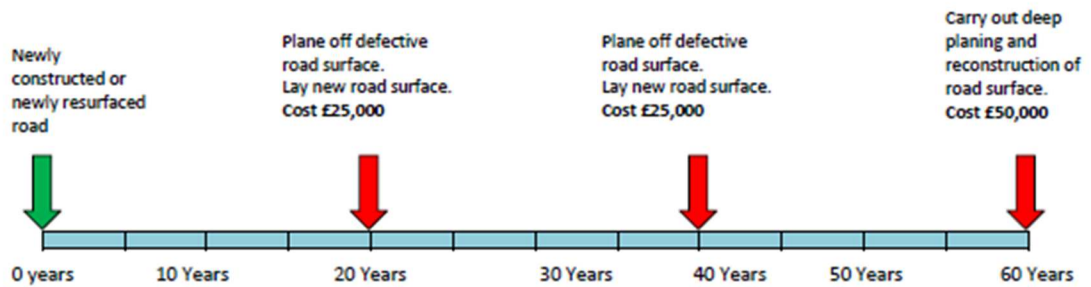 Newly
constructed or
newly resurfaced
road
Plane off defective
road surface.
Lay new road surface.
Cost £25,000
Plane off defective
road surface.
Lay new road surface.
Cost £25,000
Carry out deep
planing and
reconstruction of
road surface.
Cost £50,000
0 years
10 Years
20 Years
30 Years
40 Years
50 Years
60 Years